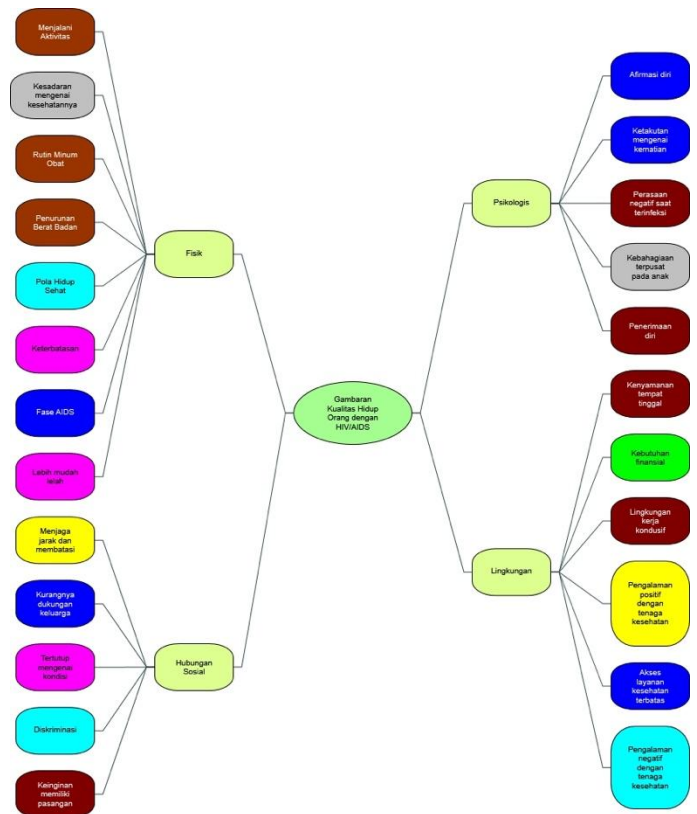 Menjalani
Aktivitas
Kesadaran
mengenai
kesehatannya
Rutin Minum
Obat
Penurunan
Berat Badan
Pola Hidup
Sehat
Keterbatasan
Fase AIDS
Lebih mudah
lelah
Fisik
Menjaga
jarak dan
membatasi
Kurangnya
dukungan
keluarga
Tertutup
mengenai
kondisi
Diskriminasi
Keinginan
memiliki
pasangan
Hubungan
Sosial
Gambaran
Kualitas Hidup
Orang dengan
HIV/AIDS
Psikologis
Afirmasi diri
Ketakutan
mengenai
kematian
Perasaan
negatif saat
terinfeksi
Kebahagiaan
terpusat
pada anak
Penerimaan
diri
Lingkungan
Kenyamanan
tempat
tinggal
Kebutuhan
finansial
Lingkungan
kerja
kondusif
Pengalaman
positif
dengan
tenaga
kesehatan
Akses
layanan
kesehatan
terbatas
Pengalaman
negatif
dengan
tenaga
kesehatan